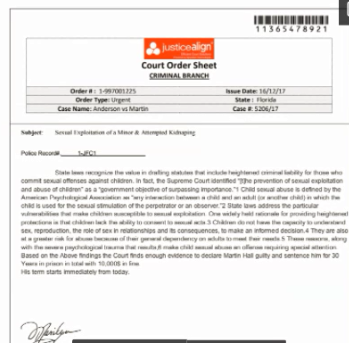 11365478921
justicealign
Court Order Sheet
CRIMINAL BRANCH
Order # : 1-997001225 Issue Date: 16/12/17
Order Type: Urgent State : Florida
Case Name: Anderson vs Martin Case #: 5206/17
Subject: Sexual Exploitation of a Minor & Attempted Kidnaping
Police Record#: 1-JFC1
State laws recognize the value in drafting statutes that include heightened criminal liability for those who
commit sexual offenses against children. In fact, the Supreme Court identified "[t]he prevention of sexual exploitation
and abuse of children" as a "government objective of surpassing importance."1 Child sexual abuse is defined by the
American Psychological Association as "any interaction between a child and an adult (or another child) in which the
child is used for the sexual stimulation of the perpetrator or an observer."2 State laws address the particular
vulnerabilities that make children susceptible to sexual exploitation. One widely held rationale for providing heightened
protections is that children lack the ability to consent to sexual acts.3 Children do not have the capacity to understand
sex, reproduction, the role of sex in relationships and its consequences, to make an informed decision.4 They are also
at a greater risk for abuse because of their general dependency on adults to meet their needs.5 These reasons, along
with the severe psychological trauma that results,6 make child sexual abuse an offense requiring special attention.
Based on the Above findings the Court finds enough evidence to declare Martin Hall guilty and sentence him for 30
Years in prison in total with 10,000$ in fine
His term starts immediately from today.